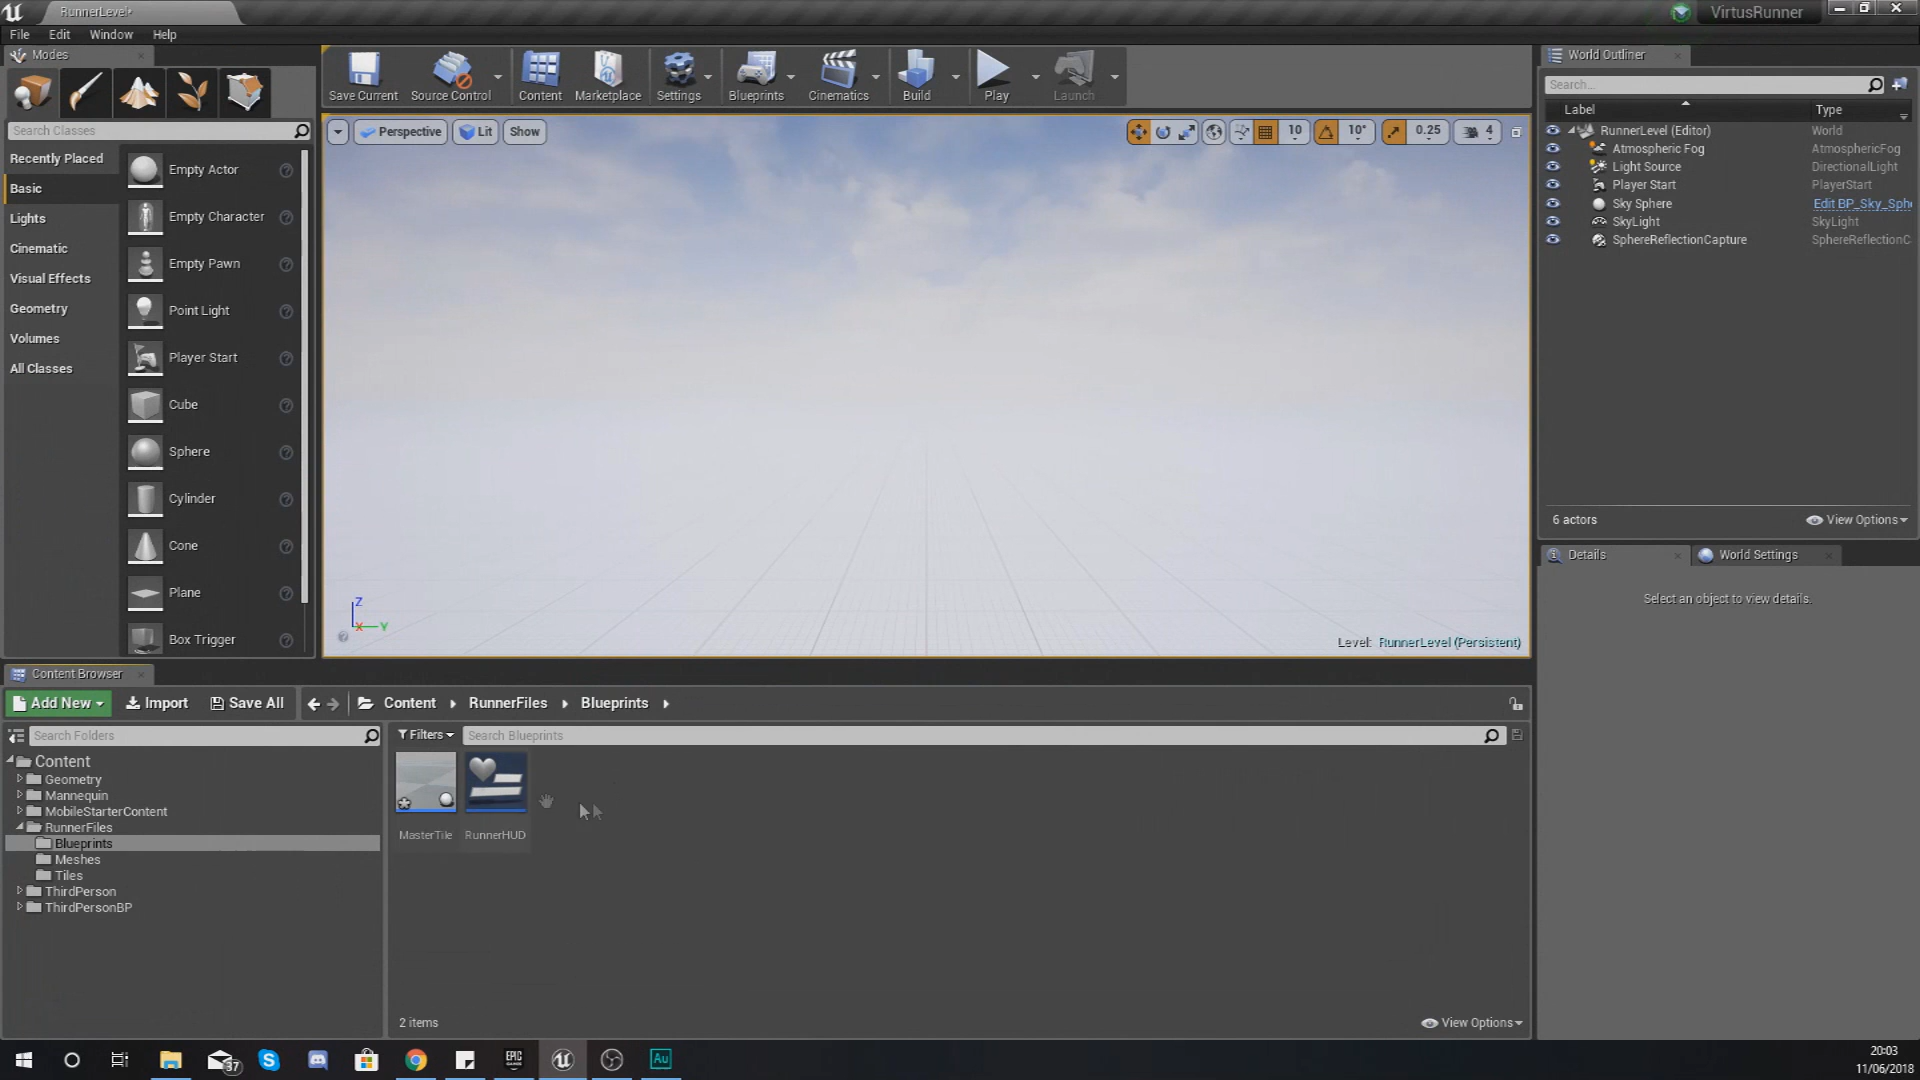 RunnerLevel*
VirtusRunner
File Edit Window Help
Modes
Save Current
Source Control
Content
Marketplace
Settings
Blueprints
Cinematics
Build
Play
Launch
World Outliner
Search Classes
Recently Placed
Basic
Lights
Cinematic
Visual Effects
Geometry
Volumes
All Classes
Empty Actor
Empty Character
Empty Pawn
Point Light
Player Start
Cube
Sphere
Cylinder
Cone
Plane
Box Trigger
Perspective
Lit
Show
10
10°
0.25
4
Z
X
Y
Level: RunnerLevel (Persistent)
Search...
Label Type
RunnerLevel (Editor) World
Atmospheric Fog AtmosphericFog
Light Source DirectionalLight
Player Start PlayerStart
Sky Sphere Edit BP_Sky_Sph
SkyLight SkyLight
SphereReflectionCapture SphereReflectionC
6 actors
View Options
Details
World Settings
Select an object to view details.
Content Browser
Add New
Import
Save All
Content
RunnerFiles
Blueprints
Search Folders
Content
Geometry
Mannequin
MobileStarterContent
RunnerFiles
Blueprints
Meshes
Tiles
ThirdPerson
ThirdPersonBP
Filters
Search Blueprints
MasterTile
RunnerHUD
2 items
View Options
37
EPIC GAMES
Au
20:03
11/06/2018